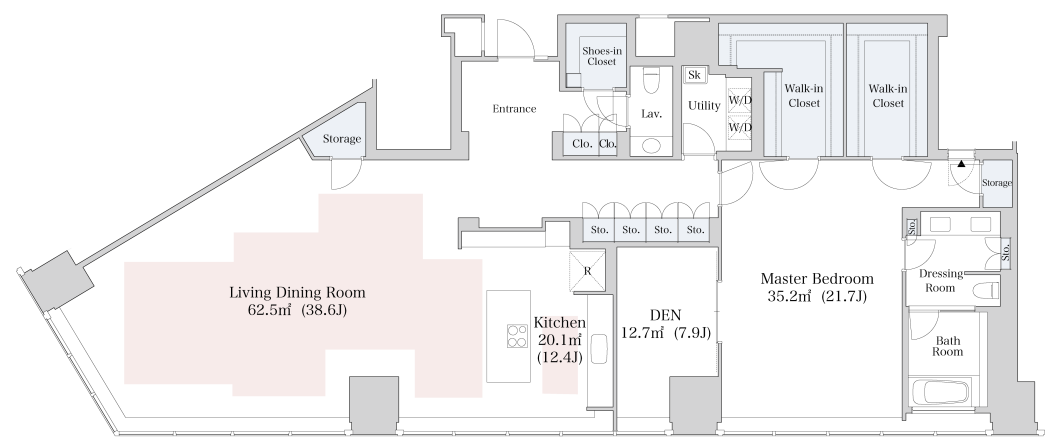 Shoes-in
Closet
Sk
Walk-in
Closet
Walk-in
Closet
Entrance
Utility
W/D
W/D
Lav.
Clo.
Clo.
Storage
Storage
Sto.
Sto.
Sto.
Sto.
Sto.
Sto.
R
Dressing
Room
Living Dining Room
62.5㎡ (38.6J)
Kitchen
20.1㎡
(12.4J)
DEN
12.7㎡ (7.9J)
Master Bedroom
35.2㎡ (21.7J)
Bath
Room